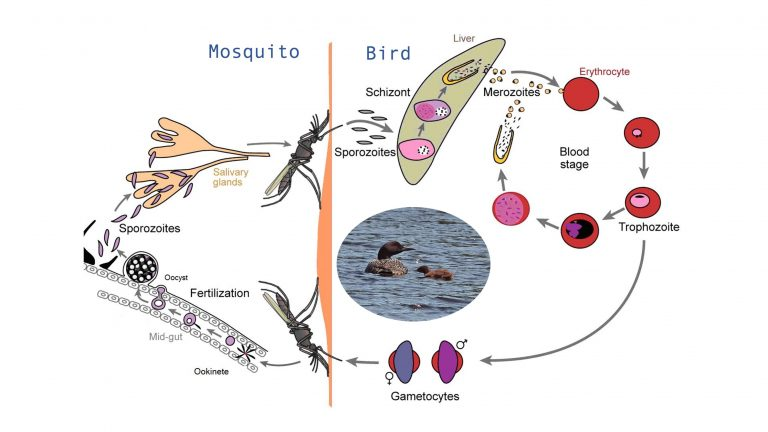 Mosquito
Bird
Liver
Schizont
Merozoites
Erythrocyte
Sporozoites
Blood
stage
Salivary
glands
Sporozoites
Trophozoite
Oocyst
Fertilization
Mid-gut
Ookinete
♀
♂
Gametocytes